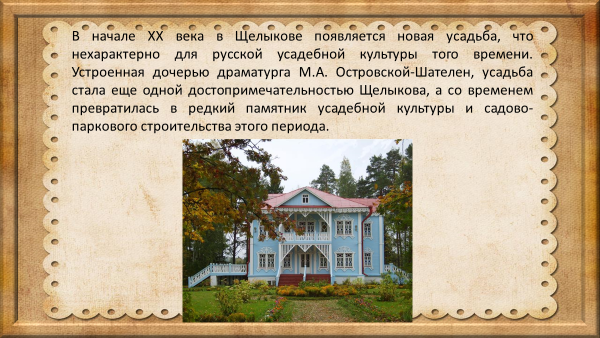 В начале XX века в Щелыкове появляется новая усадьба, что
нехарактерно для русской усадебной культуры того времени.
Устроенная дочерью драматурга М.А. Островской-Шателен, усадьба
стала еще одной достопримечательностью Щелыкова, а со временем
превратилась в редкий памятник усадебной культуры и садово-
паркового строительства этого периода.